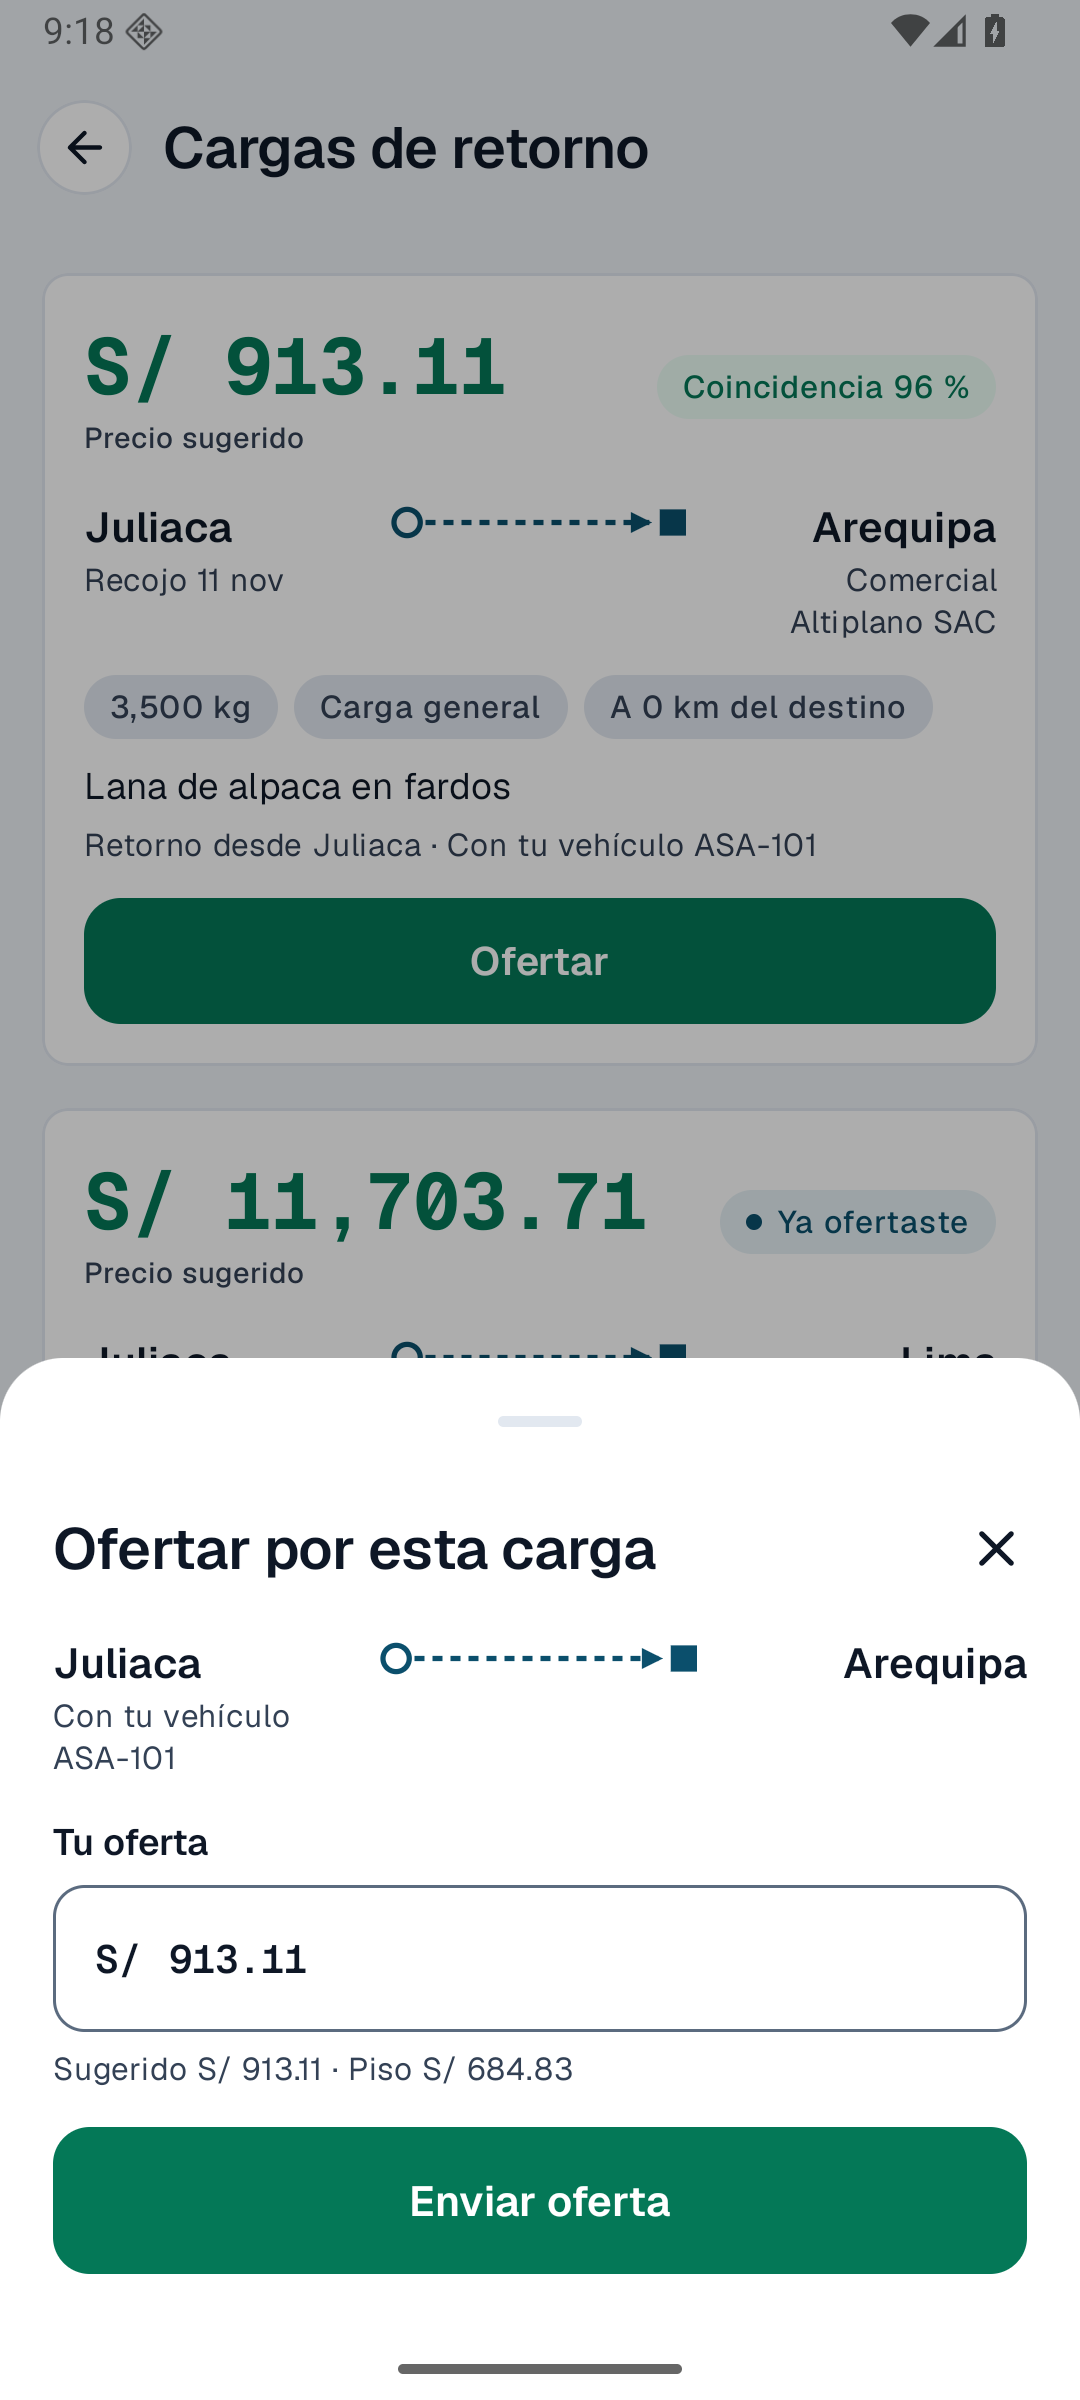 9:18
Cargas de retorno
S/ 913.11
Coincidencia 96 %
Precio sugerido
Juliaca
Arequipa
Recojo 11 nov
Comercial
Altiplano SAC
3,500 kg
Carga general
A 0 km del destino
Lana de alpaca en fardos
Retorno desde Juliaca · Con tu vehículo ASA-101
Ofertar
S/ 11,703.71
Ya ofertaste
Precio sugerido
Juliaca
Lima
Ofertar por esta carga
Juliaca
Arequipa
Con tu vehículo
ASA-101
Tu oferta
S/ 913.11
Sugerido S/ 913.11 · Piso S/ 684.83
Enviar oferta